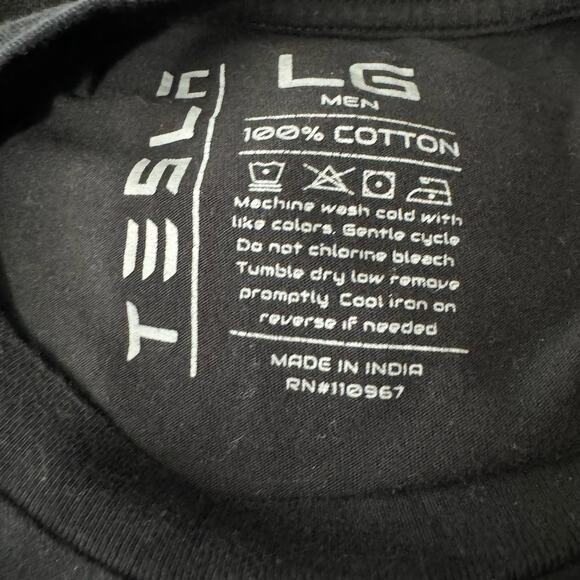 TESLA
LG
MEN
100% COTTON
Machine wash cold with
like colors. Gentle cycle
Do not chlorine bleach
Tumble dry low remove
promptly Cool iron on
reverse if needed
MADE IN INDIA
RN#110967